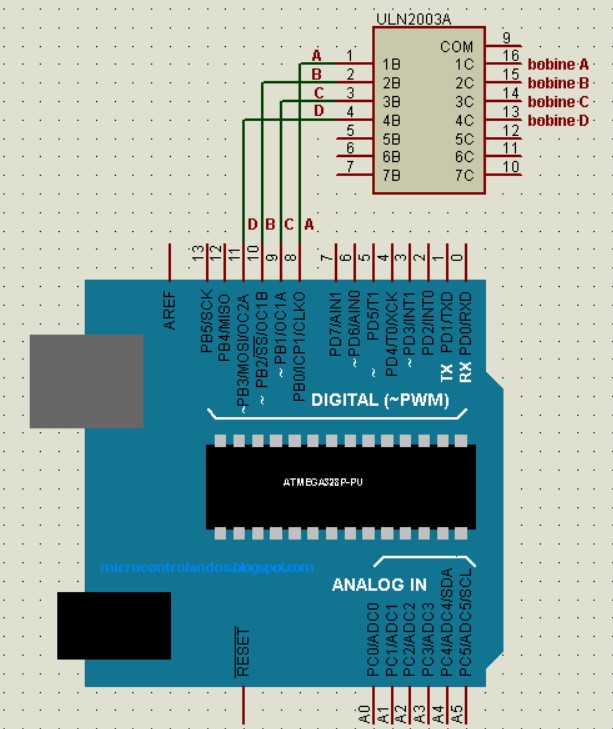 ULN2003A
COM 9
A 1 1B 1C 16 bobine A
B 2 2B 2C 15 bobine B
C 3 3B 3C 14 bobine C
D 4 4B 4C 13 bobine D
5 5B 5C 12
6 6B 6C 11
7 7B 7C 10
D B C A
13 12 11 10 9 8 7 6 5 4 3 2 1 0
AREF
PB5/SCK
PB4/MISO
~PB3/MOSI/OC2A
~ PB2/SS/OC1B
~ PB1/OC1A
PB0/ICP1/CLKO
PD7/AIN1
~ PD6/AIN0
~ PD5/T1
PD4/T0/XCK
~ PD3/INT1
PD2/INT0
TX PD1/TXD
RX PD0/RXD
DIGITAL (~PWM)
ATMEGA328P-PU
microcontrolandos.blogspot.com
ANALOG IN
RESET
PC0/ADC0
PC1/ADC1
PC2/ADC2
PC3/ADC3
PC4/ADC4/SDA
PC5/ADC5/SCL
A0 A1 A2 A3 A4 A5